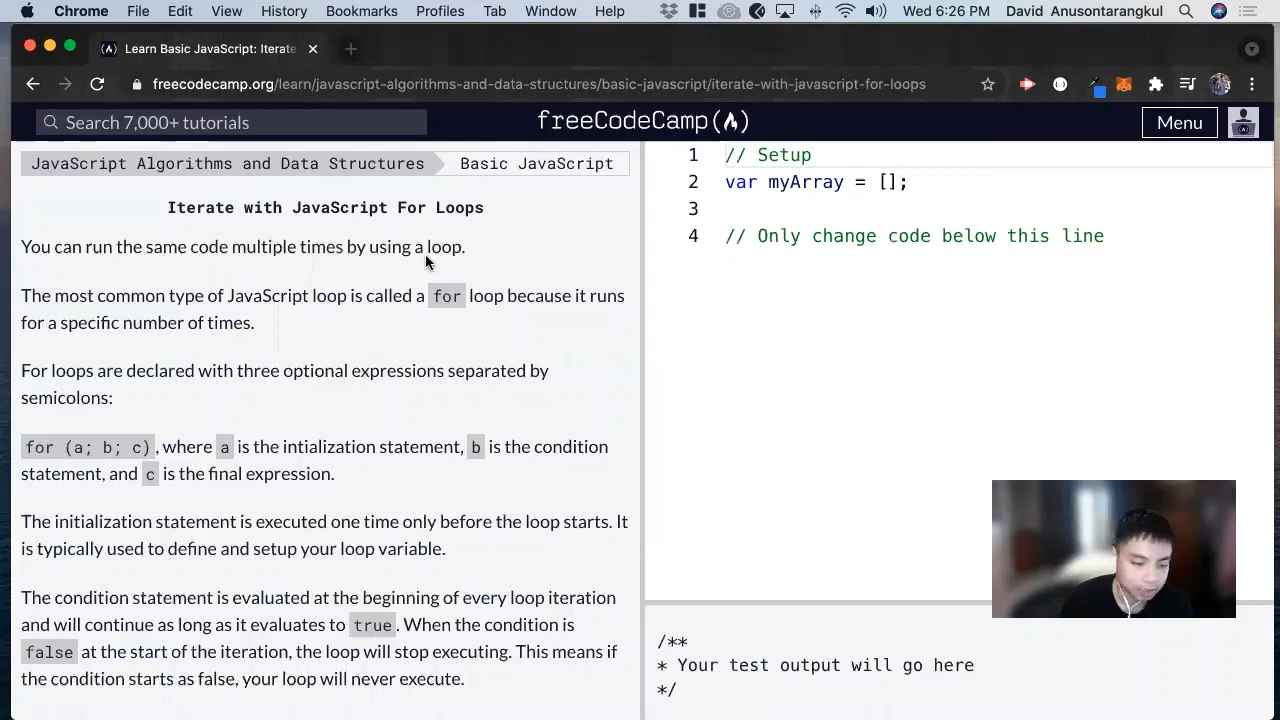 Chrome File Edit View History Bookmarks Profiles Tab Window Help Wed 6:26 PM David Anusontarangkul
Learn Basic JavaScript: Iterate
freecodecamp.org/learn/javascript-algorithms-and-data-structures/basic-javascript/iterate-with-javascript-for-loops
Search 7,000+ tutorials
freeCodeCamp
Menu
JavaScript Algorithms and Data Structures Basic JavaScript
Iterate with JavaScript For Loops
You can run the same code multiple times by using a loop.
The most common type of JavaScript loop is called a for loop because it runs
for a specific number of times.
For loops are declared with three optional expressions separated by
semicolons:
for (a; b; c), where a is the intialization statement, b is the condition
statement, and c is the final expression.
The initialization statement is executed one time only before the loop starts. It
is typically used to define and setup your loop variable.
The condition statement is evaluated at the beginning of every loop iteration
and will continue as long as it evaluates to true. When the condition is
false at the start of the iteration, the loop will stop executing. This means if
the condition starts as false, your loop will never execute.
1 // Setup
2 var myArray = [];
3
4 // Only change code below this line
/**
* Your test output will go here
*/